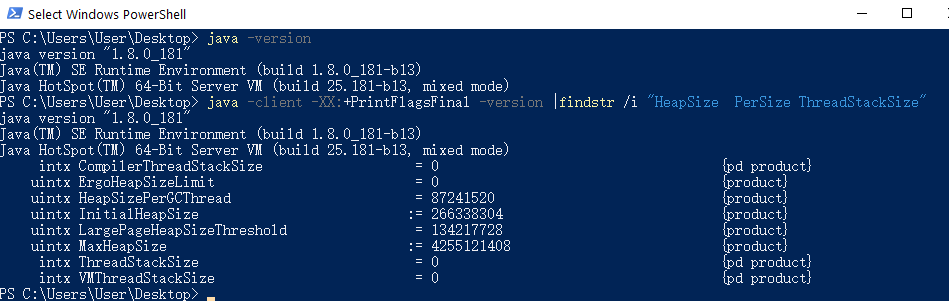 Select Windows PowerShell
PS C:\Users\User\Desktop> java -version
java version "1.8.0_181"
Java(TM) SE Runtime Environment (build 1.8.0_181-b13)
Java HotSpot(TM) 64-Bit Server VM (build 25.181-b13, mixed mode)
PS C:\Users\User\Desktop> java -client -XX:+PrintFlagsFinal -version |findstr /i "HeapSize  PerSize ThreadStackSize"
java version "1.8.0_181"
Java(TM) SE Runtime Environment (build 1.8.0_181-b13)
Java HotSpot(TM) 64-Bit Server VM (build 25.181-b13, mixed mode)
intx CompilerThreadStackSize = 0 {pd product}
uintx ErgoHeapSizeLimit = 0 {product}
uintx HeapSizePerGCThread = 87241520 {product}
uintx InitialHeapSize := 266338304 {product}
uintx LargePageHeapSizeThreshold = 134217728 {product}
uintx MaxHeapSize := 4255121408 {product}
intx ThreadStackSize = 0 {pd product}
intx VMThreadStackSize = 0 {pd product}
PS C:\Users\User\Desktop>